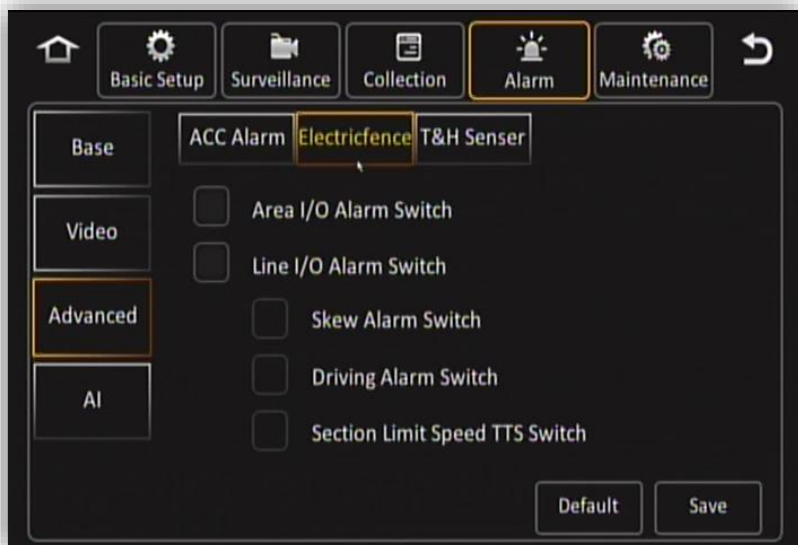 Basic Setup
Surveillance
Collection
Alarm
Maintenance
Base
Video
Advanced
AI
ACC Alarm
Electricfence
T&H Senser
Area I/O Alarm Switch
Line I/O Alarm Switch
Skew Alarm Switch
Driving Alarm Switch
Section Limit Speed TTS Switch
Default
Save